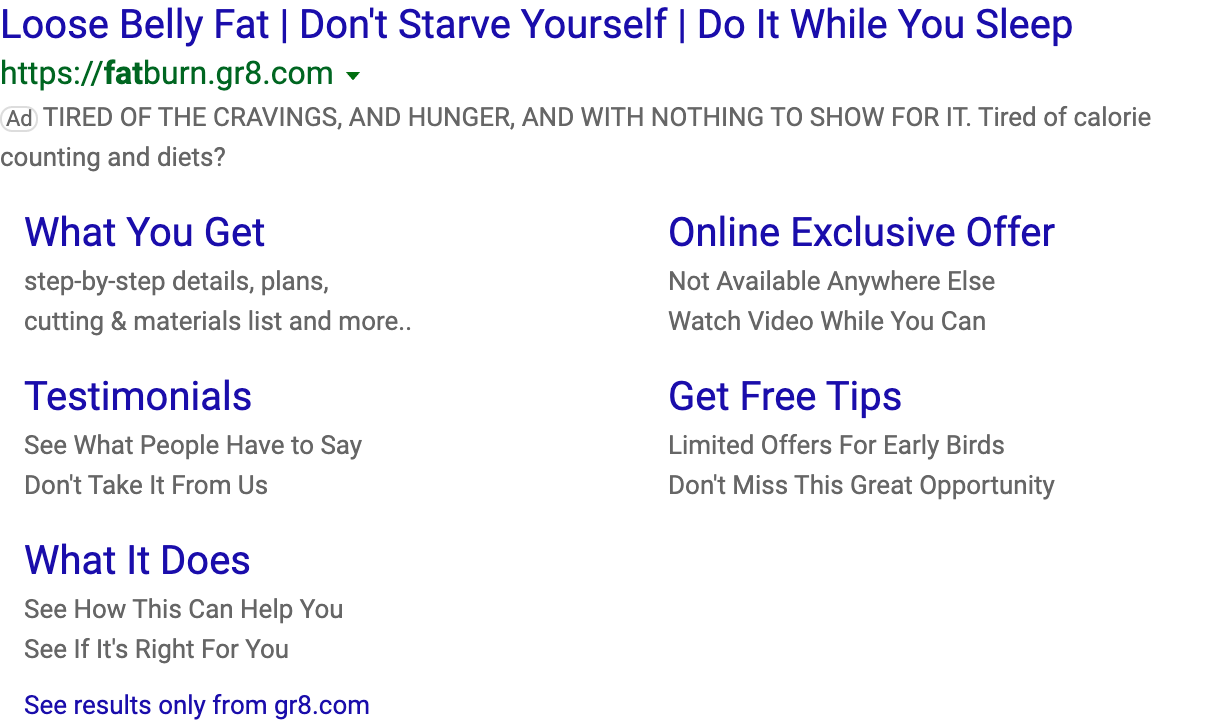 Loose Belly Fat | Don't Starve Yourself | Do It While You Sleep
https://fatburn.gr8.com
Ad TIRED OF THE CRAVINGS, AND HUNGER, AND WITH NOTHING TO SHOW FOR IT. Tired of calorie
counting and diets?
What You Get
step-by-step details, plans,
cutting & materials list and more..
Online Exclusive Offer
Not Available Anywhere Else
Watch Video While You Can
Testimonials
See What People Have to Say
Don't Take It From Us
Get Free Tips
Limited Offers For Early Birds
Don't Miss This Great Opportunity
What It Does
See How This Can Help You
See If It's Right For You
See results only from gr8.com